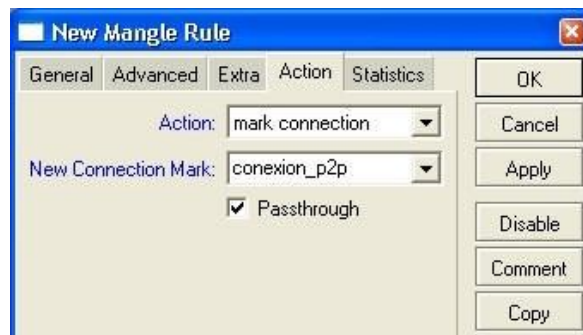 New Mangle Rule
General Advanced Extra Action Statistics
Action: mark connection
New Connection Mark: conexion_p2p
Passthrough
OK
Cancel
Apply
Disable
Comment
Copy